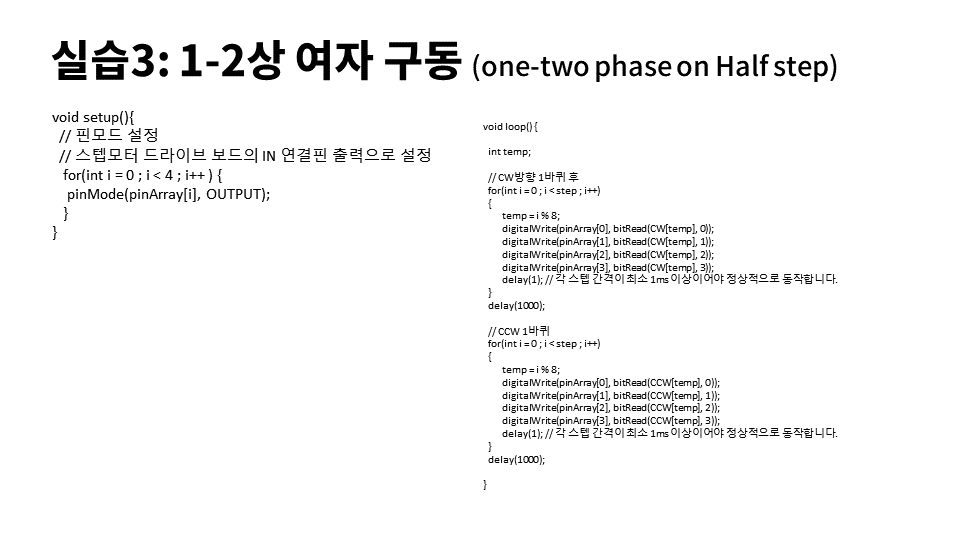 실습3: 1-2상 여자 구동 (one-two phase on Half step)
void setup(){
// 핀모드 설정
// 스텝모터 드라이브 보드의 IN 연결핀 출력으로 설정
for(int i = 0 ; i < 4 ; i++ ) {
pinMode(pinArray[i], OUTPUT);
}
}
void loop() {
int temp;
// CW방향 1바퀴 후
for(int i = 0 ; i < step ; i++)
{
temp = i % 8;
digitalWrite(pinArray[0], bitRead(CW[temp], 0));
digitalWrite(pinArray[1], bitRead(CW[temp], 1));
digitalWrite(pinArray[2], bitRead(CW[temp], 2));
digitalWrite(pinArray[3], bitRead(CW[temp], 3));
delay(1); // 각 스텝 간격이 최소 1ms 이상이어야 정상적으로 동작합니다.
}
delay(1000);
// CCW 1바퀴
for(int i = 0 ; i < step ; i++)
{
temp = i % 8;
digitalWrite(pinArray[0], bitRead(CCW[temp], 0));
digitalWrite(pinArray[1], bitRead(CCW[temp], 1));
digitalWrite(pinArray[2], bitRead(CCW[temp], 2));
digitalWrite(pinArray[3], bitRead(CCW[temp], 3));
delay(1); // 각 스텝 간격이 최소 1ms 이상이어야 정상적으로 동작합니다.
}
delay(1000);
}